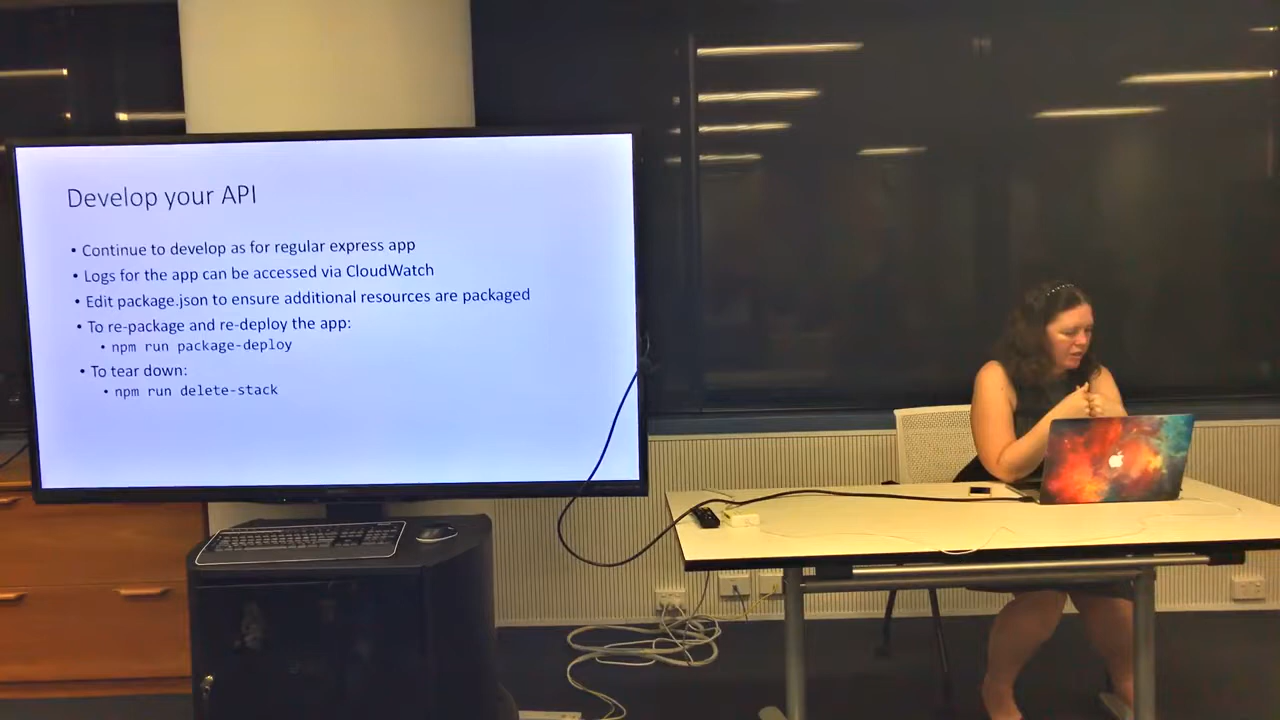 Develop your API
• Continue to develop as for regular express app
• Logs for the app can be accessed via CloudWatch
• Edit package.json to ensure additional resources are packaged
• To re-package and re-deploy the app:
• npm run package-deploy
• To tear down:
• npm run delete-stack